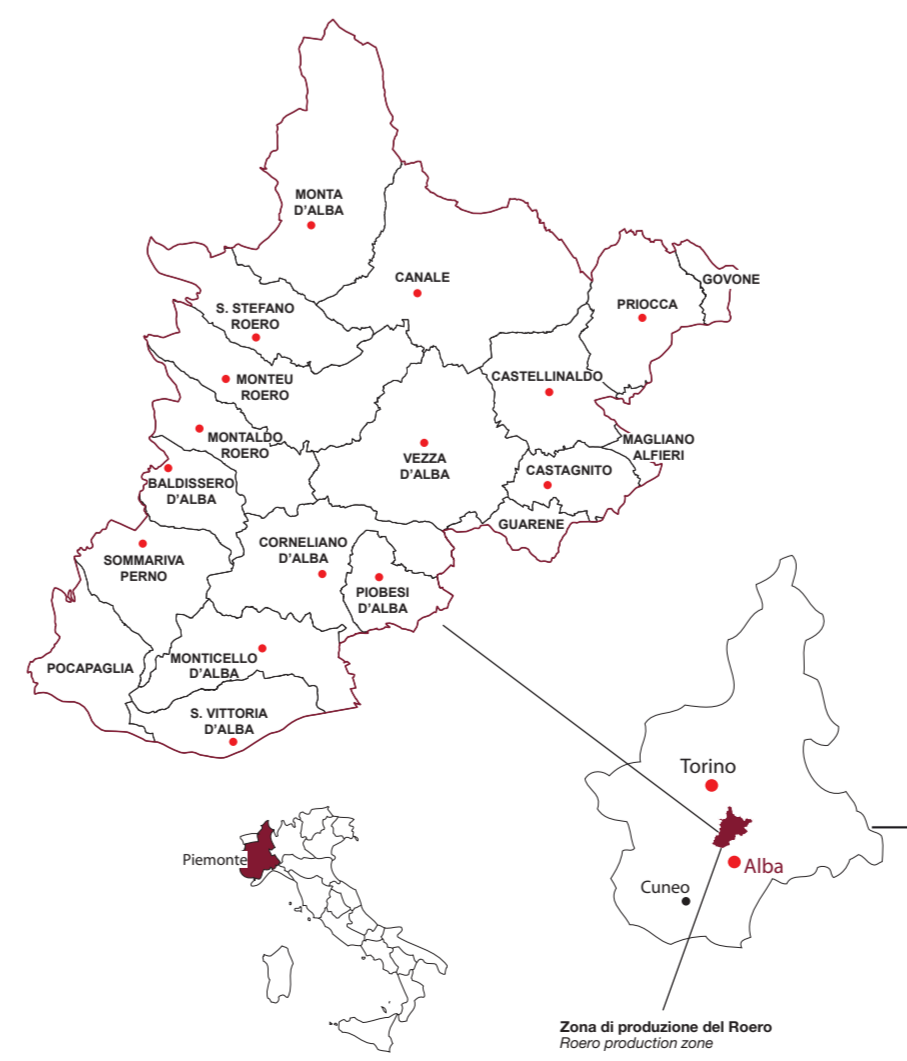 MONTA
D'ALBA
CANALE
GOVONE
PRIOCCA
S. STEFANO
ROERO
MONTEU
ROERO
CASTELLINALDO
MONTALDO
ROERO
MAGLIANO
ALFIERI
VEZZA
D'ALBA
CASTAGNITO
BALDISSERO
D'ALBA
GUARENE
CORNELIANO
D'ALBA
SOMMARIVA
PERNO
PIOBESI
D'ALBA
POCAPAGLIA
MONTICELLO
D'ALBA
S. VITTORIA
D'ALBA
Torino
Piemonte
Alba
Cuneo
Zona di produzione del Roero
Roero production zone